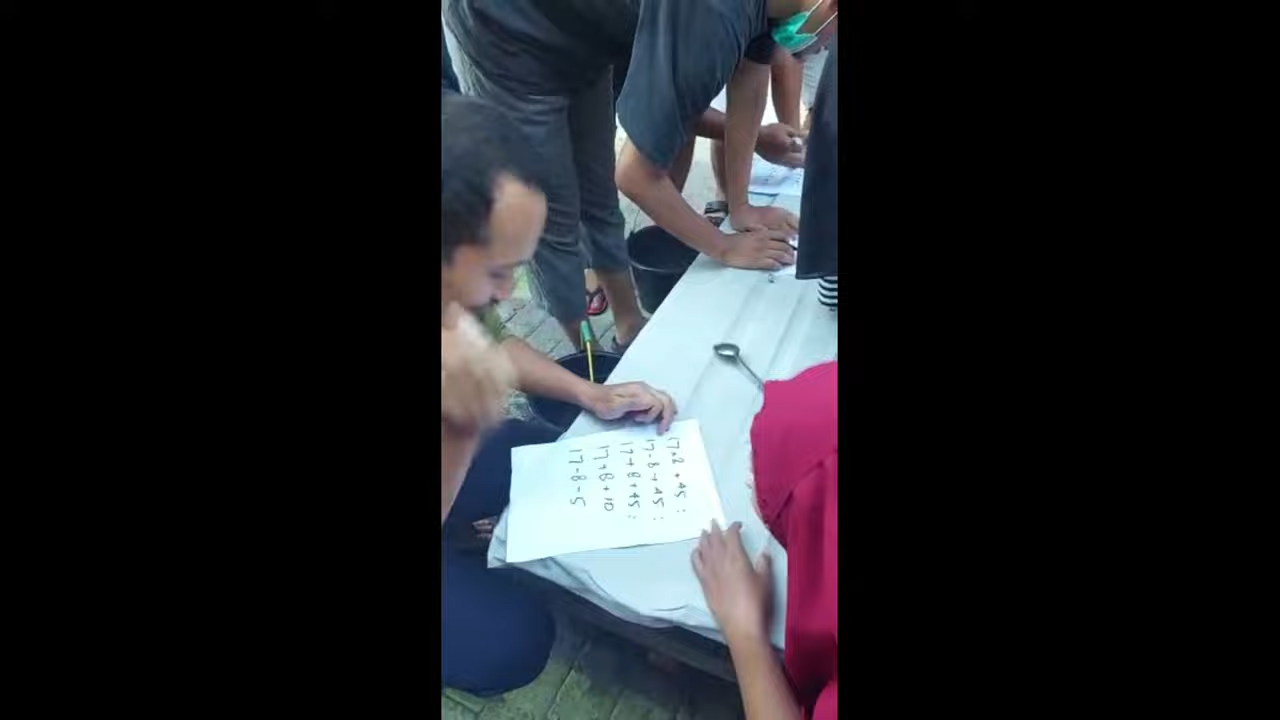 17.2 + 45 :
17 - 8 + 45 :
17 + 8 + 45 :
17 + 8 + 10
17 - 8 - 5